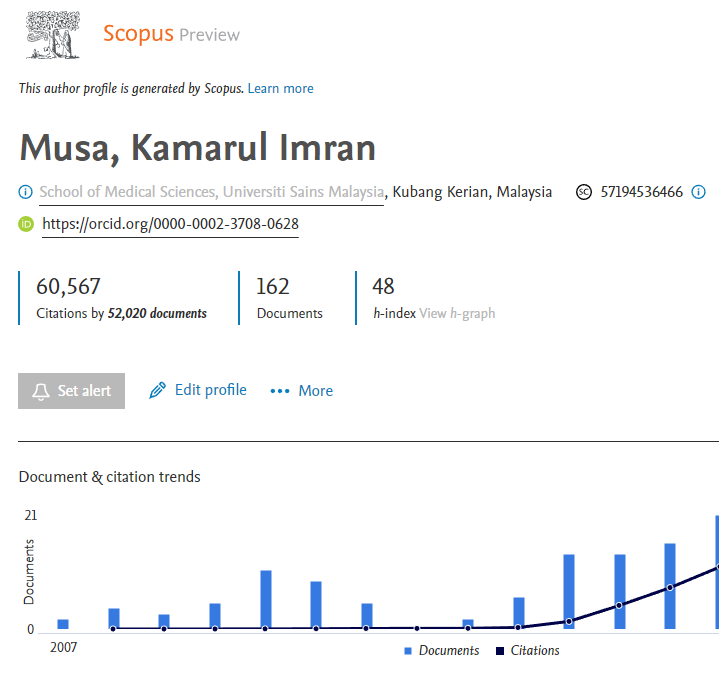 Scopus Preview
This author profile is generated by Scopus. Learn more
Musa, Kamarul Imran
School of Medical Sciences, Universiti Sains Malaysia, Kubang Kerian, Malaysia SC 57194536466
iD https://orcid.org/0000-0002-3708-0628
60,567 162 48
Citations by 52,020 documents Documents h-index View h-graph
Set alert Edit profile More
Document & citation trends
21
Documents
0
2007
Documents Citations